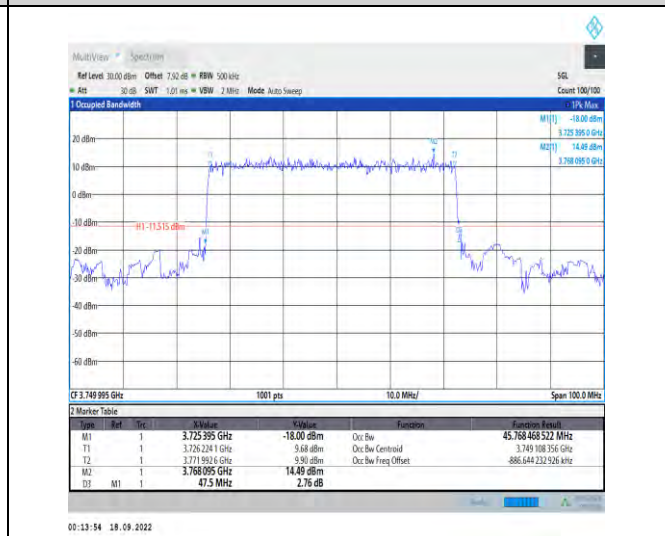 MultiView Spectrum
Ref Level 30.00 dBm Offset 7.92 dB RBW 500 kHz SGL
Att 30 dB SWT 1.01 ms VBW 2 MHz Mode Auto Sweep Count 100/100
1 Occupied Bandwidth 1Pk Max
M1[1] -18.00 dBm
3.725 395 0 GHz
M2[1] 14.49 dBm
3.768 095 0 GHz
20 dBm
M2
T1 T2
10 dBm
0 dBm
-10 dBm
H1 -11.515 dBm
M1
D3
-20 dBm
-30 dBm
-40 dBm
-50 dBm
-60 dBm
CF 3.749 995 GHz 1001 pts 10.0 MHz/ Span 100.0 MHz
2 Marker Table
Type Ref Trc X-Value Y-Value Function Function Result
M1 1 3.725 395 GHz -18.00 dBm Occ Bw 45.768 468 522 MHz
T1 1 3.726 224 1 GHz 9.68 dBm Occ Bw Centroid 3.749 108 356 GHz
T2 1 3.771 992 6 GHz 9.90 dBm Occ Bw Freq Offset -886.644 232 926 kHz
M2 1 3.768 095 GHz 14.49 dBm
D3 M1 1 47.5 MHz 2.76 dB
00:13:54 18.09.2022